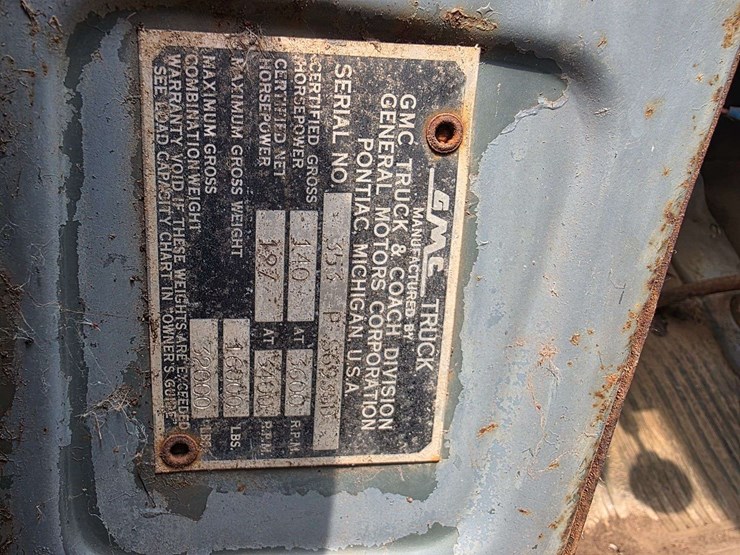 GMC TRUCK
MANUFACTURED BY
GMC TRUCK & COACH DIVISION
GENERAL MOTORS CORPORATION
PONTIAC, MICHIGAN U.S.A.
SERIAL NO.
CERTIFIED GROSS
HORSEPOWER 140 AT R.P.M.
CERTIFIED NET
HORSEPOWER AT R.P.M.
MAXIMUM GROSS WEIGHT 16000 LBS.
MAXIMUM GROSS
COMBINATION WEIGHT 32000 LBS.
WARRANTY VOID IF THESE WEIGHTS ARE EXCEEDED
SEE LOAD CAPACITY CHART IN OWNER'S GUIDE